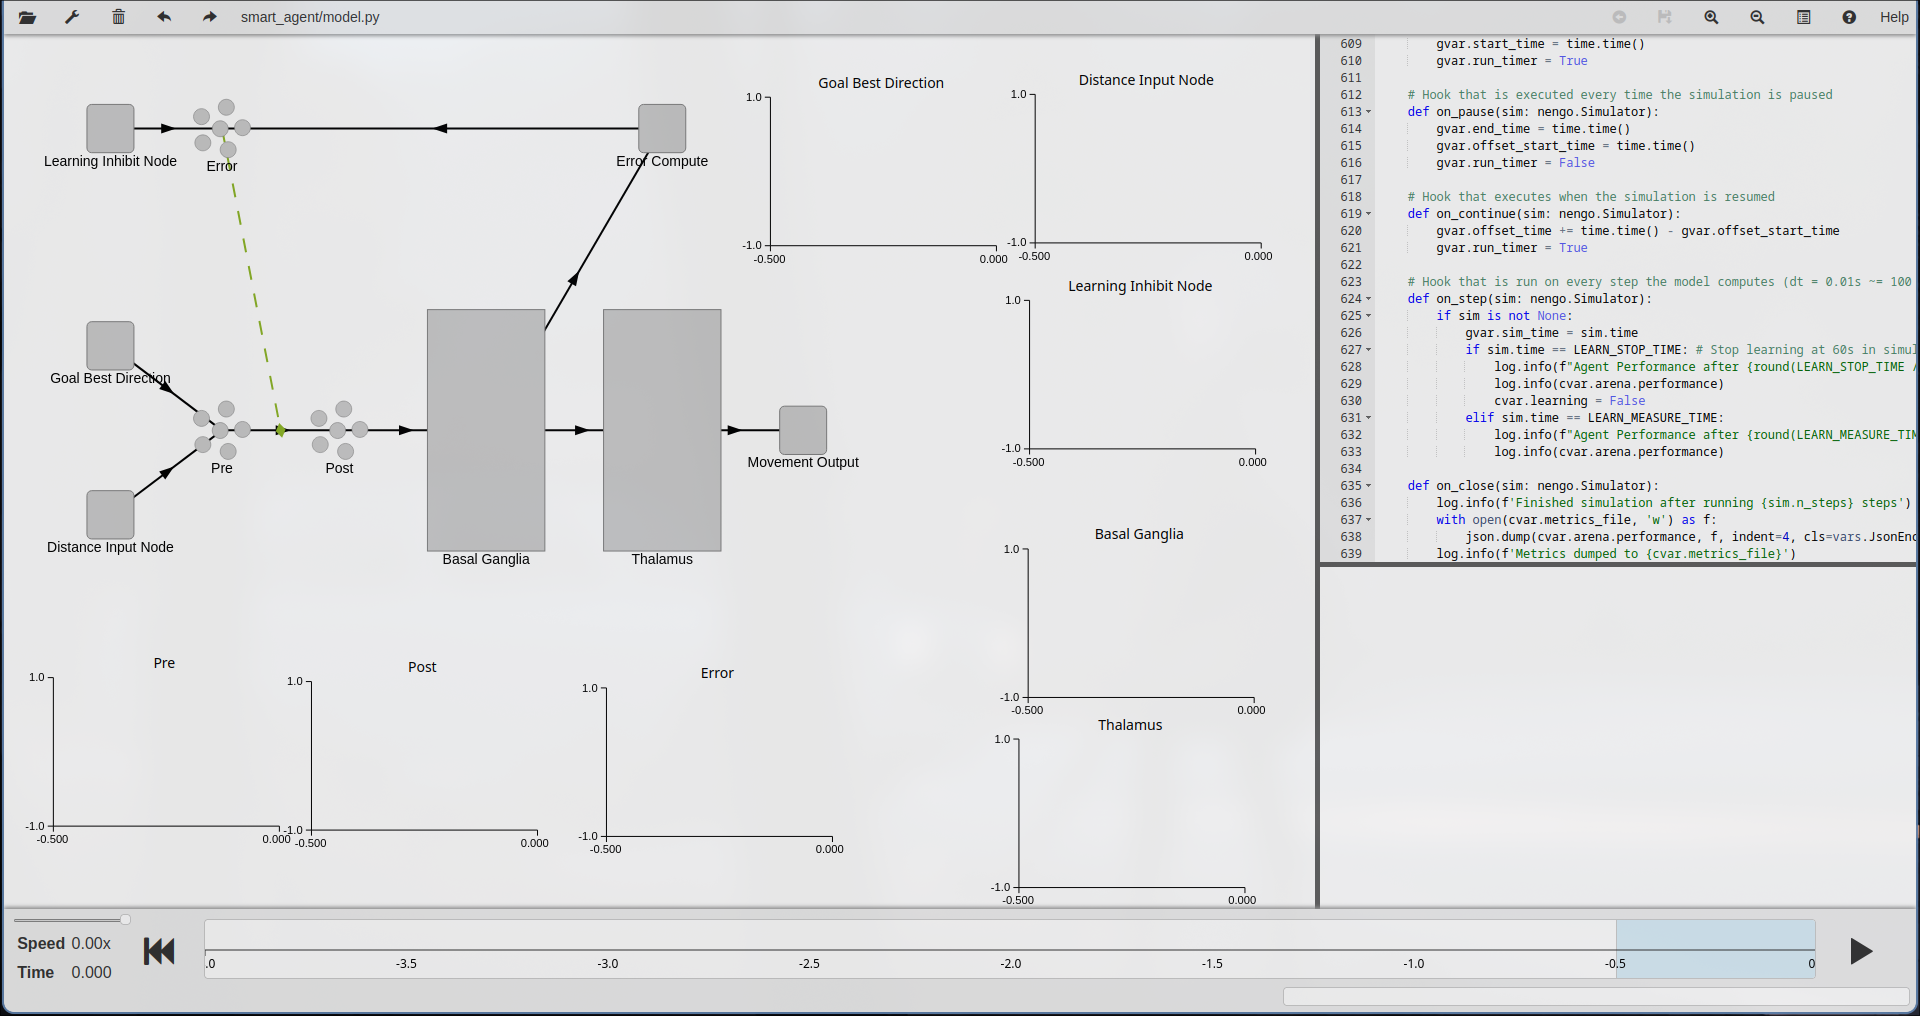 smart_agent/model.py
Help
Learning Inhibit Node
Error
Error Compute
Goal Best Direction
Distance Input Node
Pre
Post
Basal Ganglia
Thalamus
Movement Output
Goal Best Direction
1.0
-1.0
-0.500
0.000
Distance Input Node
1.0
-1.0
-0.500
0.000
Learning Inhibit Node
1.0
-1.0
-0.500
0.000
Basal Ganglia
1.0
-1.0
-0.500
0.000
Thalamus
1.0
-1.0
-0.500
0.000
Pre
1.0
-1.0
-0.500
0.000
Post
1.0
-1.0
-0.500
0.000
Error
1.0
-1.0
-0.500
0.000
609 gvar.start_time = time.time()
610 gvar.run_timer = True
611
612 # Hook that is executed every time the simulation is paused
613 def on_pause(sim: nengo.Simulator):
614 gvar.end_time = time.time()
615 gvar.offset_start_time = time.time()
616 gvar.run_timer = False
617
618 # Hook that executes when the simulation is resumed
619 def on_continue(sim: nengo.Simulator):
620 gvar.offset_time += time.time() - gvar.offset_start_time
621 gvar.run_timer = True
622
623 # Hook that is run on every step the model computes (dt = 0.01s ~= 100
624 def on_step(sim: nengo.Simulator):
625 if sim is not None:
626 gvar.sim_time = sim.time
627 if sim.time == LEARN_STOP_TIME: # Stop learning at 60s in simul
628 log.info(f"Agent Performance after {round(LEARN_STOP_TIME /
629 log.info(cvar.arena.performance)
630 cvar.learning = False
631 elif sim.time == LEARN_MEASURE_TIME:
632 log.info(f"Agent Performance after {round(LEARN_MEASURE_TIM
633 log.info(cvar.arena.performance)
634
635 def on_close(sim: nengo.Simulator):
636 log.info(f'Finished simulation after running {sim.n_steps} steps')
637 with open(cvar.metrics_file, 'w') as f:
638 json.dump(cvar.arena.performance, f, indent=4, cls=vars.JsonEnc
639 log.info(f'Metrics dumped to {cvar.metrics_file}')
Speed 0.00x
Time 0.000
.0 -3.5 -3.0 -2.5 -2.0 -1.5 -1.0 -0.5 0